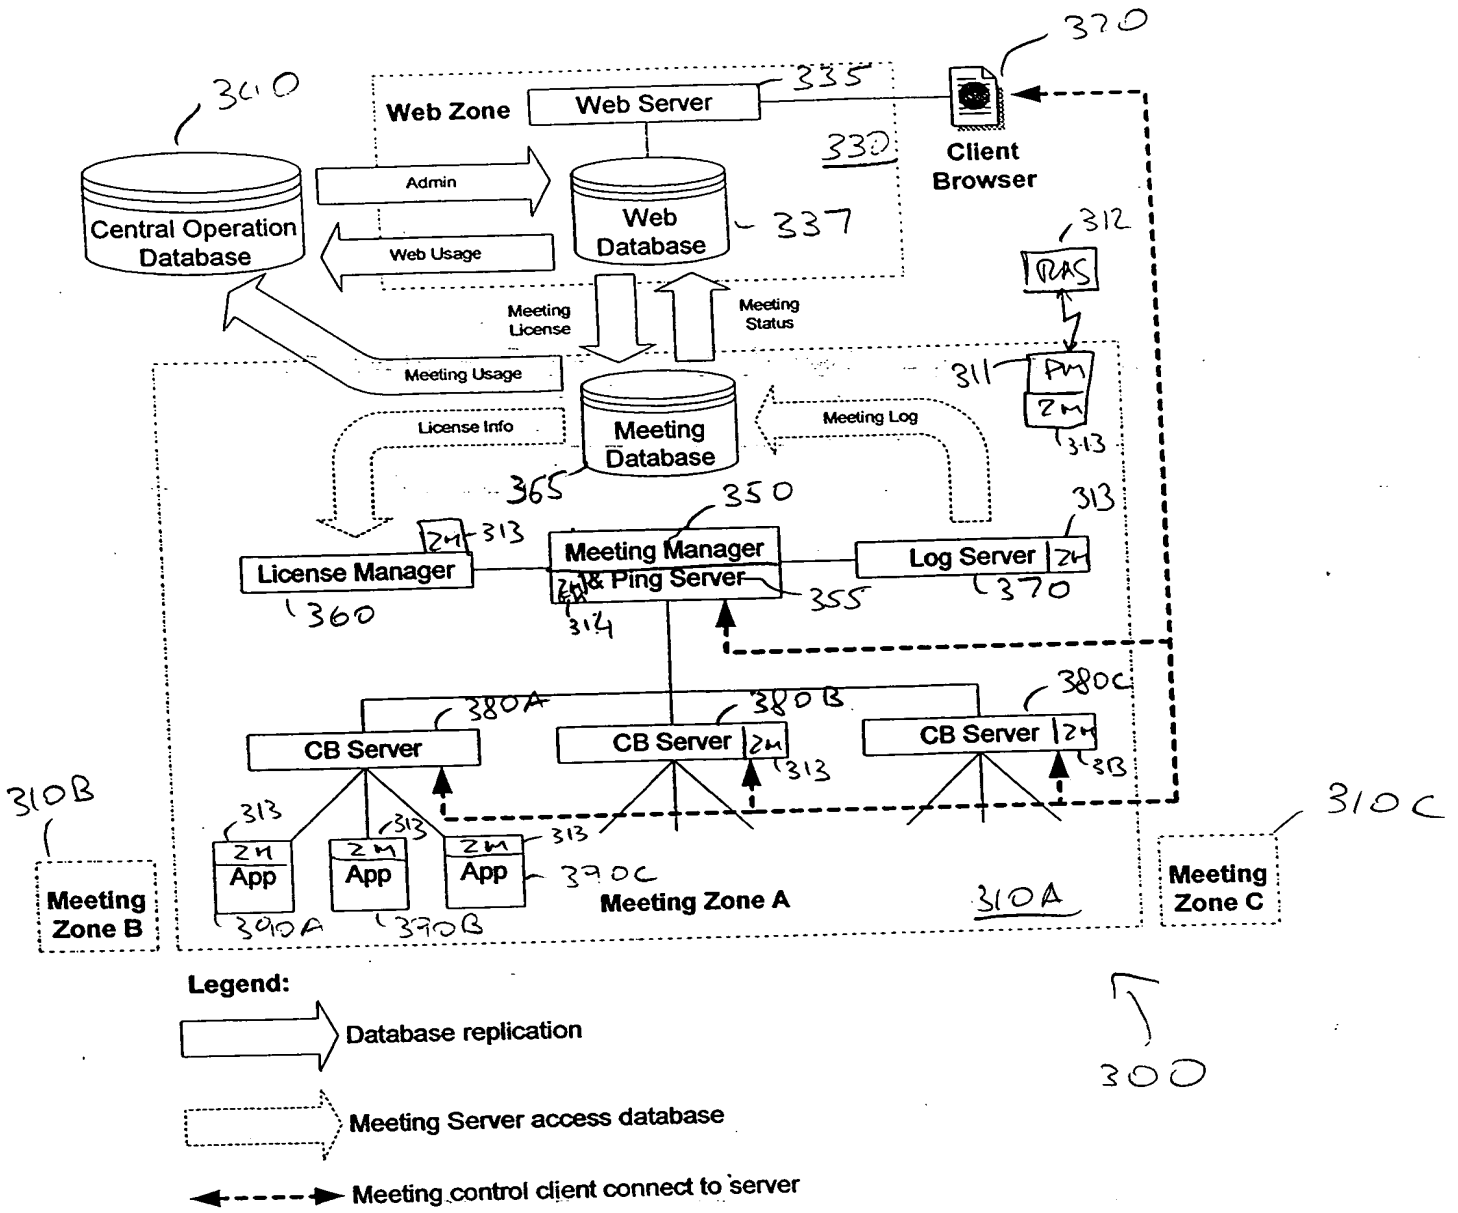 320
340
335
Web Zone
Web Server
330
Client
Browser
Admin
Web
Database
337
Central Operation
Database
Web Usage
312
RAS
Meeting
License
Meeting
Status
311
PM
ZM
313
Meeting Usage
License Info
Meeting
Database
365
Meeting Log
350
313
ZM
313
License Manager
360
Meeting Manager
& Ping Server
355
314
Log Server
ZM
370
380A
380B
380C
CB Server
CB Server
ZM
313
CB Server
ZM
313
310B
310C
313
313
313
ZM
App
ZM
App
ZM
App
390A
390B
390C
Meeting Zone A
310A
Meeting
Zone B
Meeting
Zone C
Legend:
Database replication
300
Meeting Server access database
Meeting control client connect to server